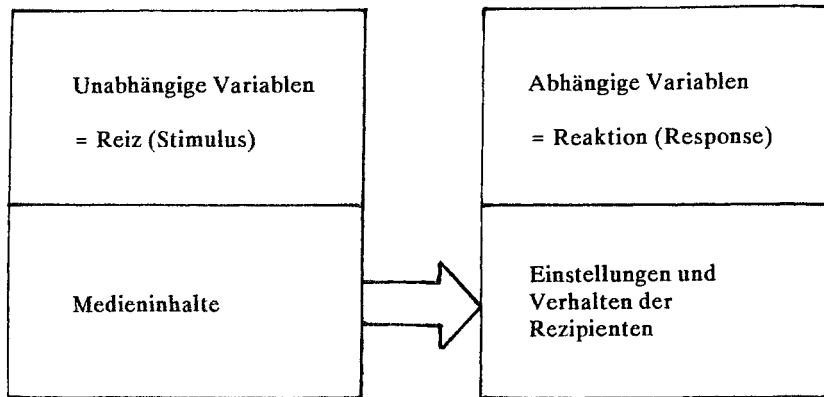 Unabhängige Variablen
= Reiz (Stimulus)
Medieninhalte
Abhängige Variablen
= Reaktion (Response)
Einstellungen und
Verhalten der
Rezipienten